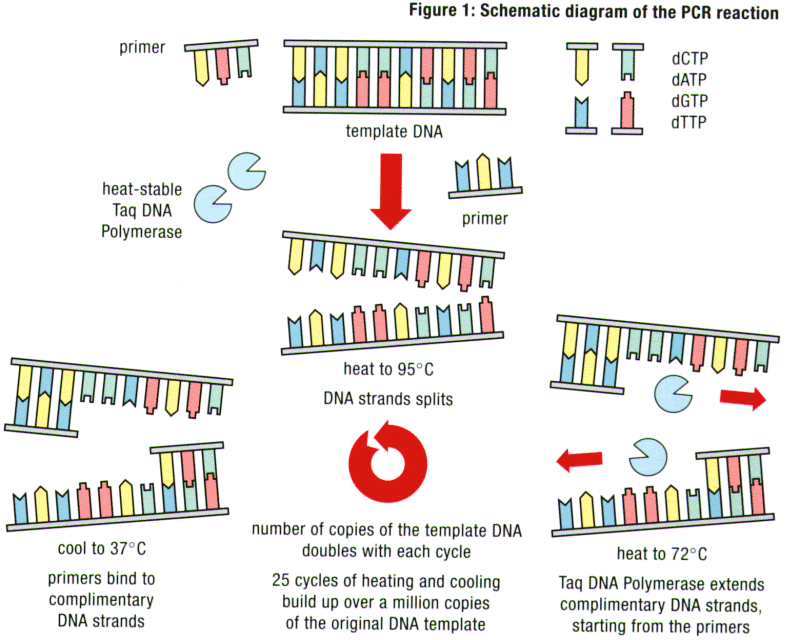 Figure 1: Schematic diagram of the PCR reaction
primer
template DNA
dCTP
dATP
dGTP
dTTP
heat-stable
Taq DNA
Polymerase
primer
heat to 95°C
DNA strands splits
number of copies of the template DNA
doubles with each cycle
25 cycles of heating and cooling
build up over a million copies
of the original DNA template
cool to 37°C
primers bind to
complimentary
DNA strands
heat to 72°C
Taq DNA Polymerase extends
complimentary DNA strands,
starting from the primers